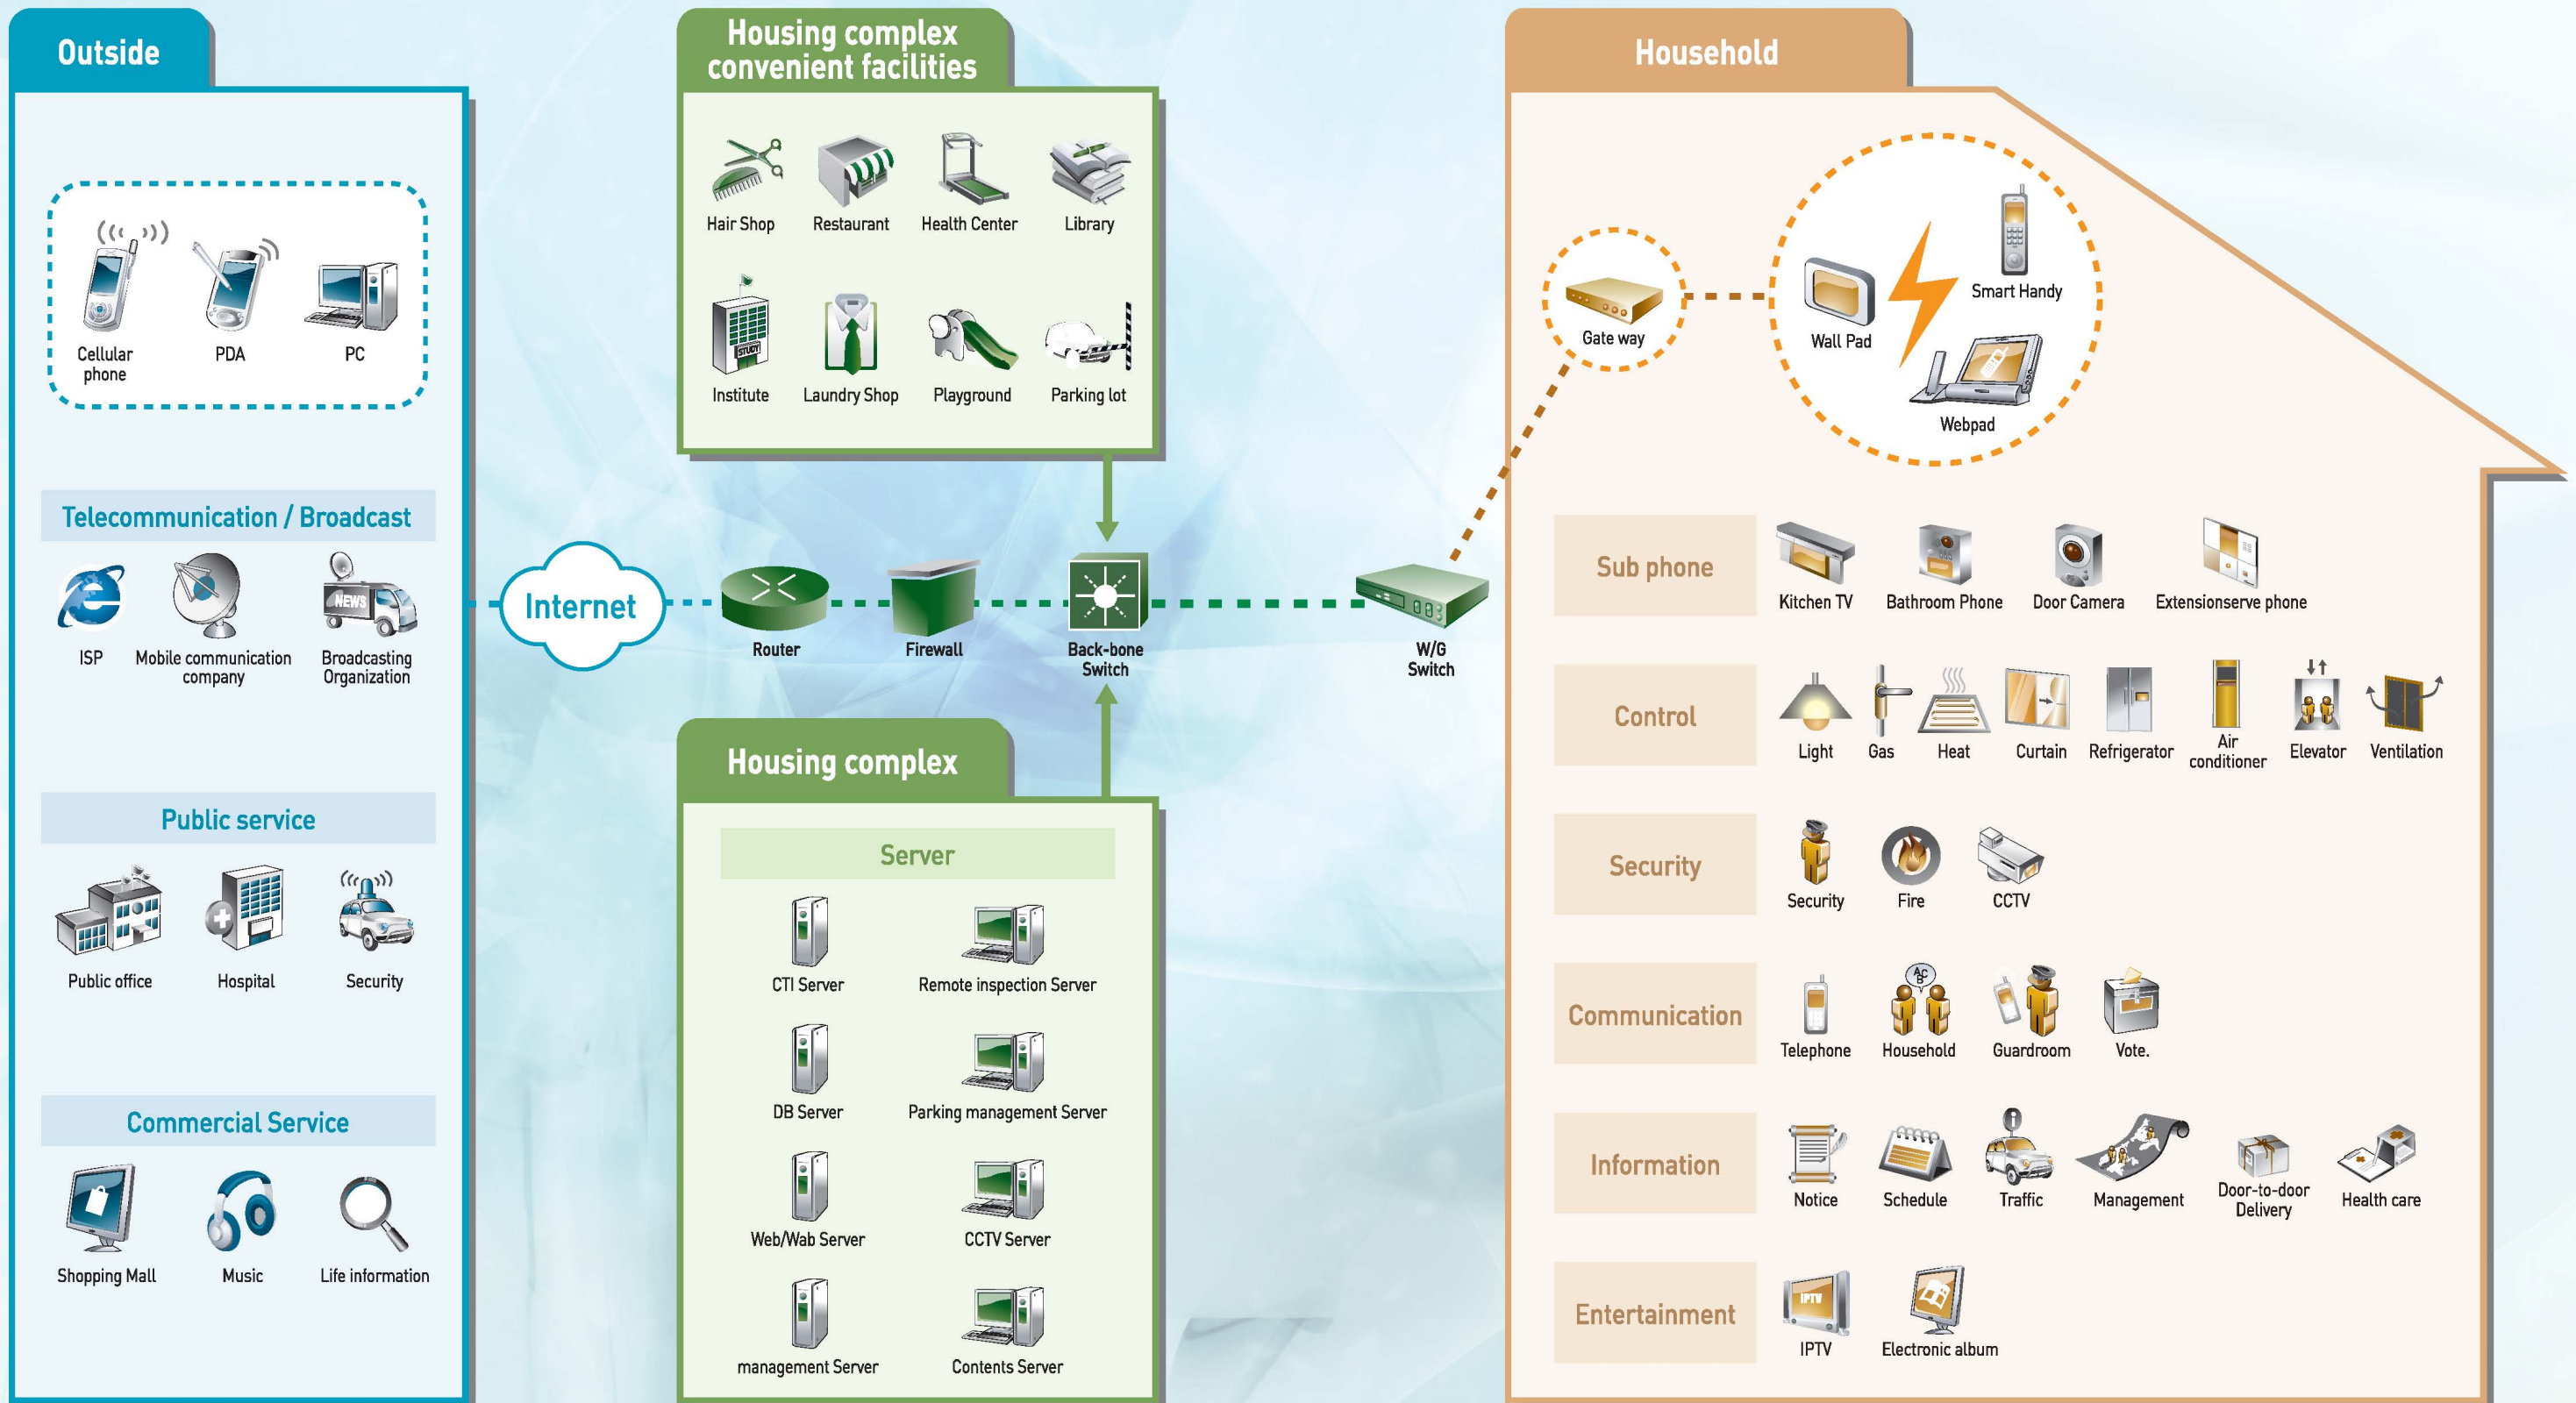 Outside
Cellular
phone
PDA
PC
Telecommunication / Broadcast
NEWS
ISP
Mobile communication
company
Broadcasting
Organization
Public service
Public office
Hospital
Security
Commercial Service
Shopping Mall
Music
Life information
Internet
Housing complex
convenient facilities
Hair Shop
Restaurant
Health Center
Library
STUDY
Institute
Laundry Shop
Playground
Parking lot
Router
Firewall
Back-bone
Switch
W/G
Switch
Housing complex
Server
CTI Server
Remote inspection Server
DB Server
Parking management Server
Web/Wab Server
CCTV Server
management Server
Contents Server
Household
Gate way
Wall Pad
Smart Handy
Webpad
Sub phone
Kitchen TV
Bathroom Phone
Door Camera
Extensionserve phone
Control
Light
Gas
Heat
Curtain
Refrigerator
Air
conditioner
Elevator
Ventilation
Security
Security
Fire
CCTV
Communication
A C
B
Telephone
Household
Guardroom
Vote.
Information
i
Notice
Schedule
Traffic
Management
Door-to-door
Delivery
Health care
Entertainment
IPTV
IPTV
Electronic album